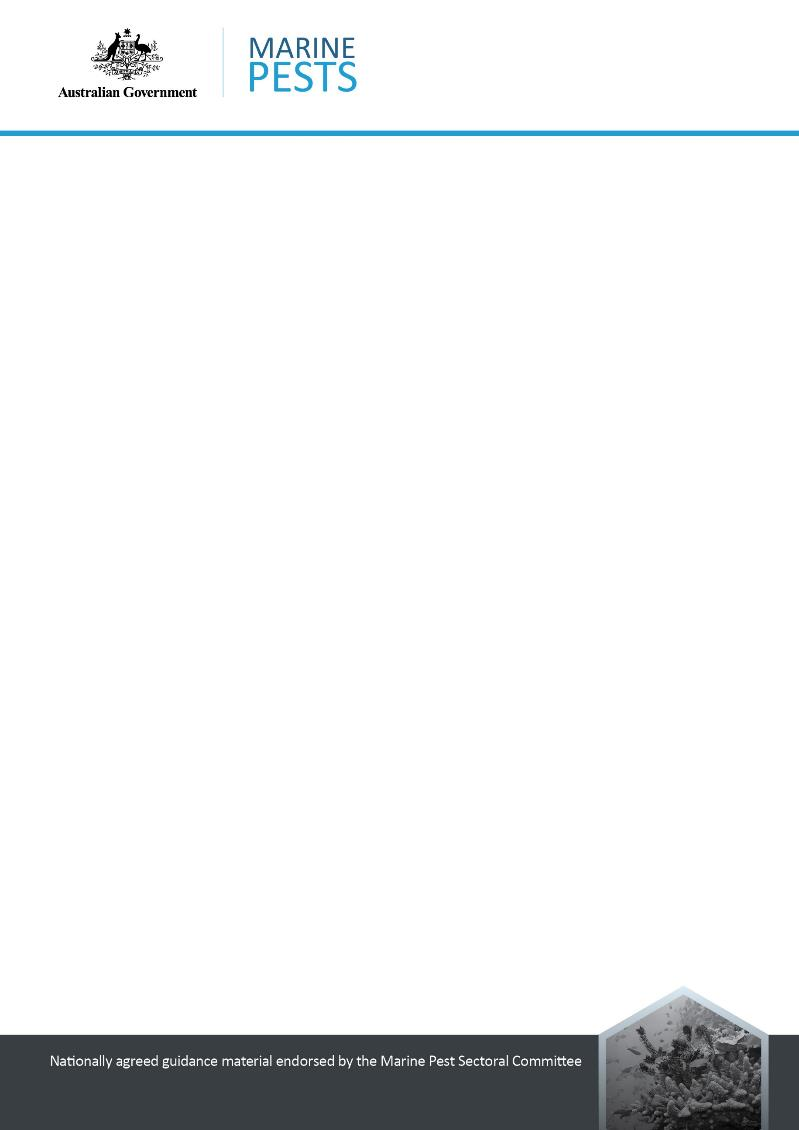 Australian Government
MARINE
PESTS
Nationally agreed guidance material endorsed by the Marine Pest Sectoral Committee